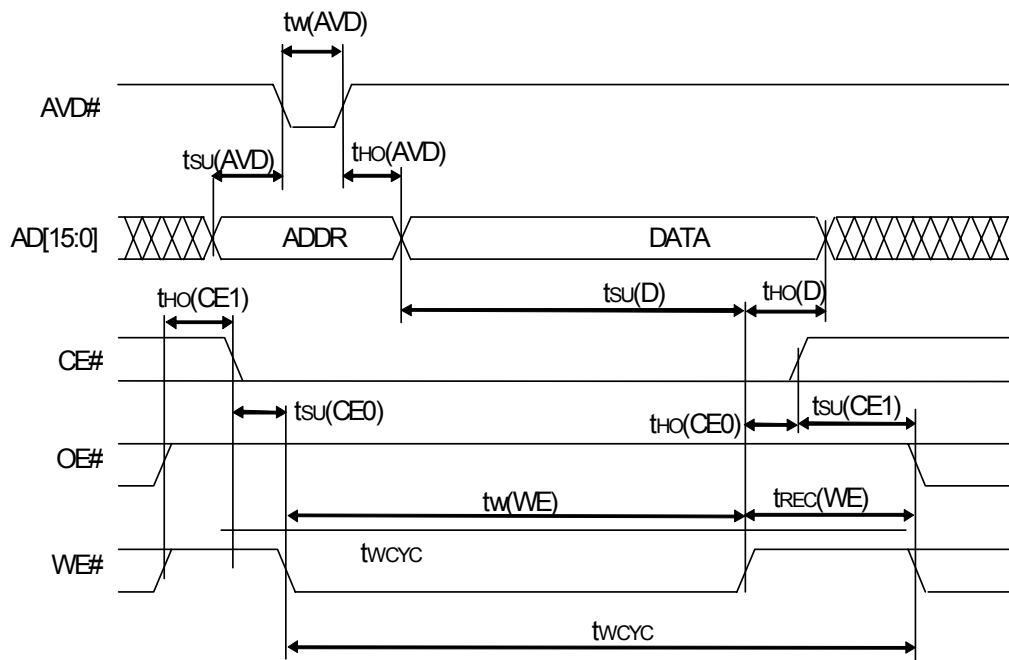 tw(AVD)
AVD#
tSU(AVD)
tHO(AVD)
AD[15:0]
ADDR
DATA
tHO(CE1)
tSU(D)
tHO(D)
CE#
tSU(CE0)
tHO(CE0)
tSU(CE1)
OE#
tw(WE)
tREC(WE)
WE#
tWCYC
tWCYC